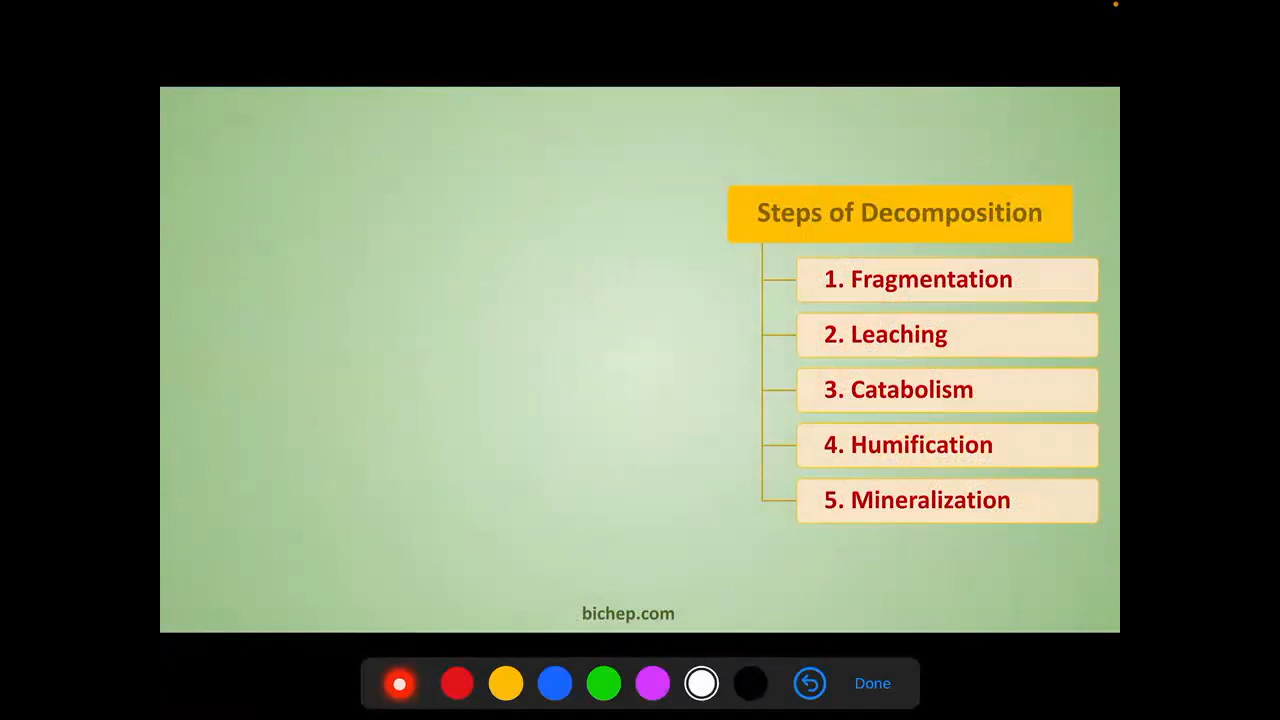 Steps of Decomposition
1. Fragmentation
2. Leaching
3. Catabolism
4. Humification
5. Mineralization
bichep.com
Done